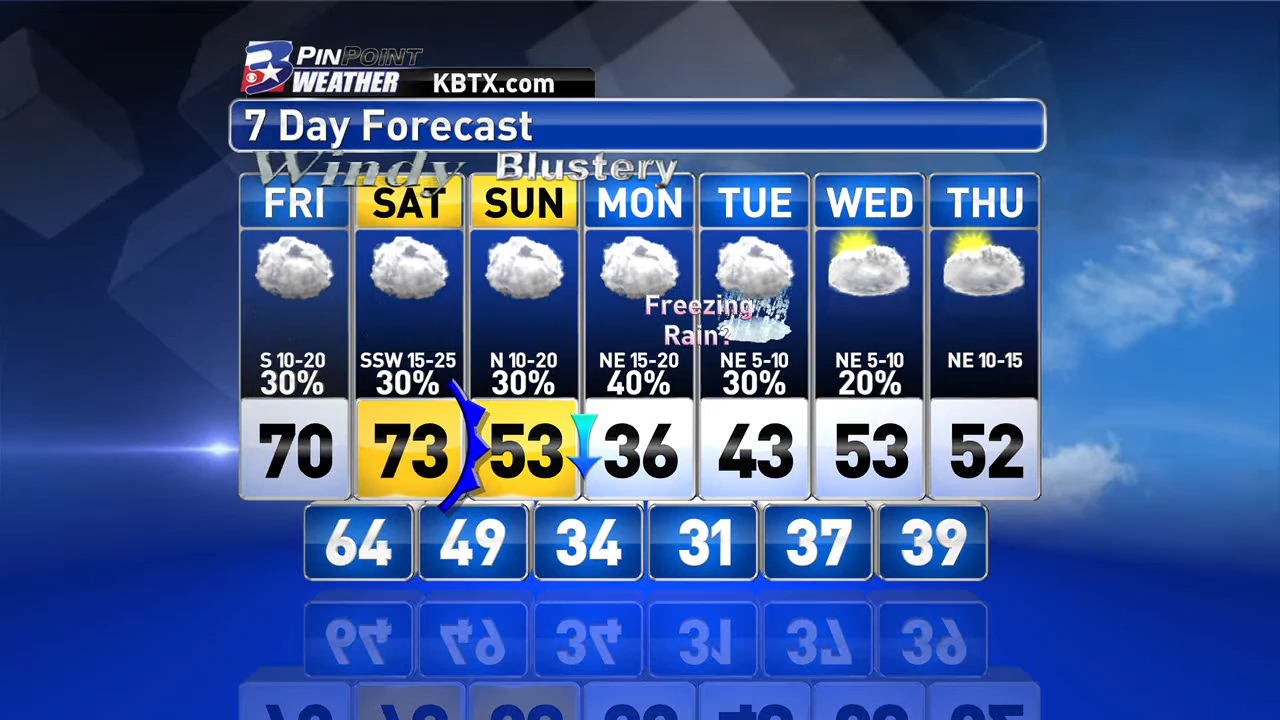 PINPOINT
WEATHER KBTX.com
7 Day Forecast
Windy Blustery
FRI SAT SUN MON TUE WED THU
Freezing
Rain?
S 10-20 SSW 15-25 N 10-20 NE 15-20 NE 5-10 NE 5-10 NE 10-15
30% 30% 30% 40% 30% 20%
70 73 53 36 43 53 52
64 49 34 31 37 39